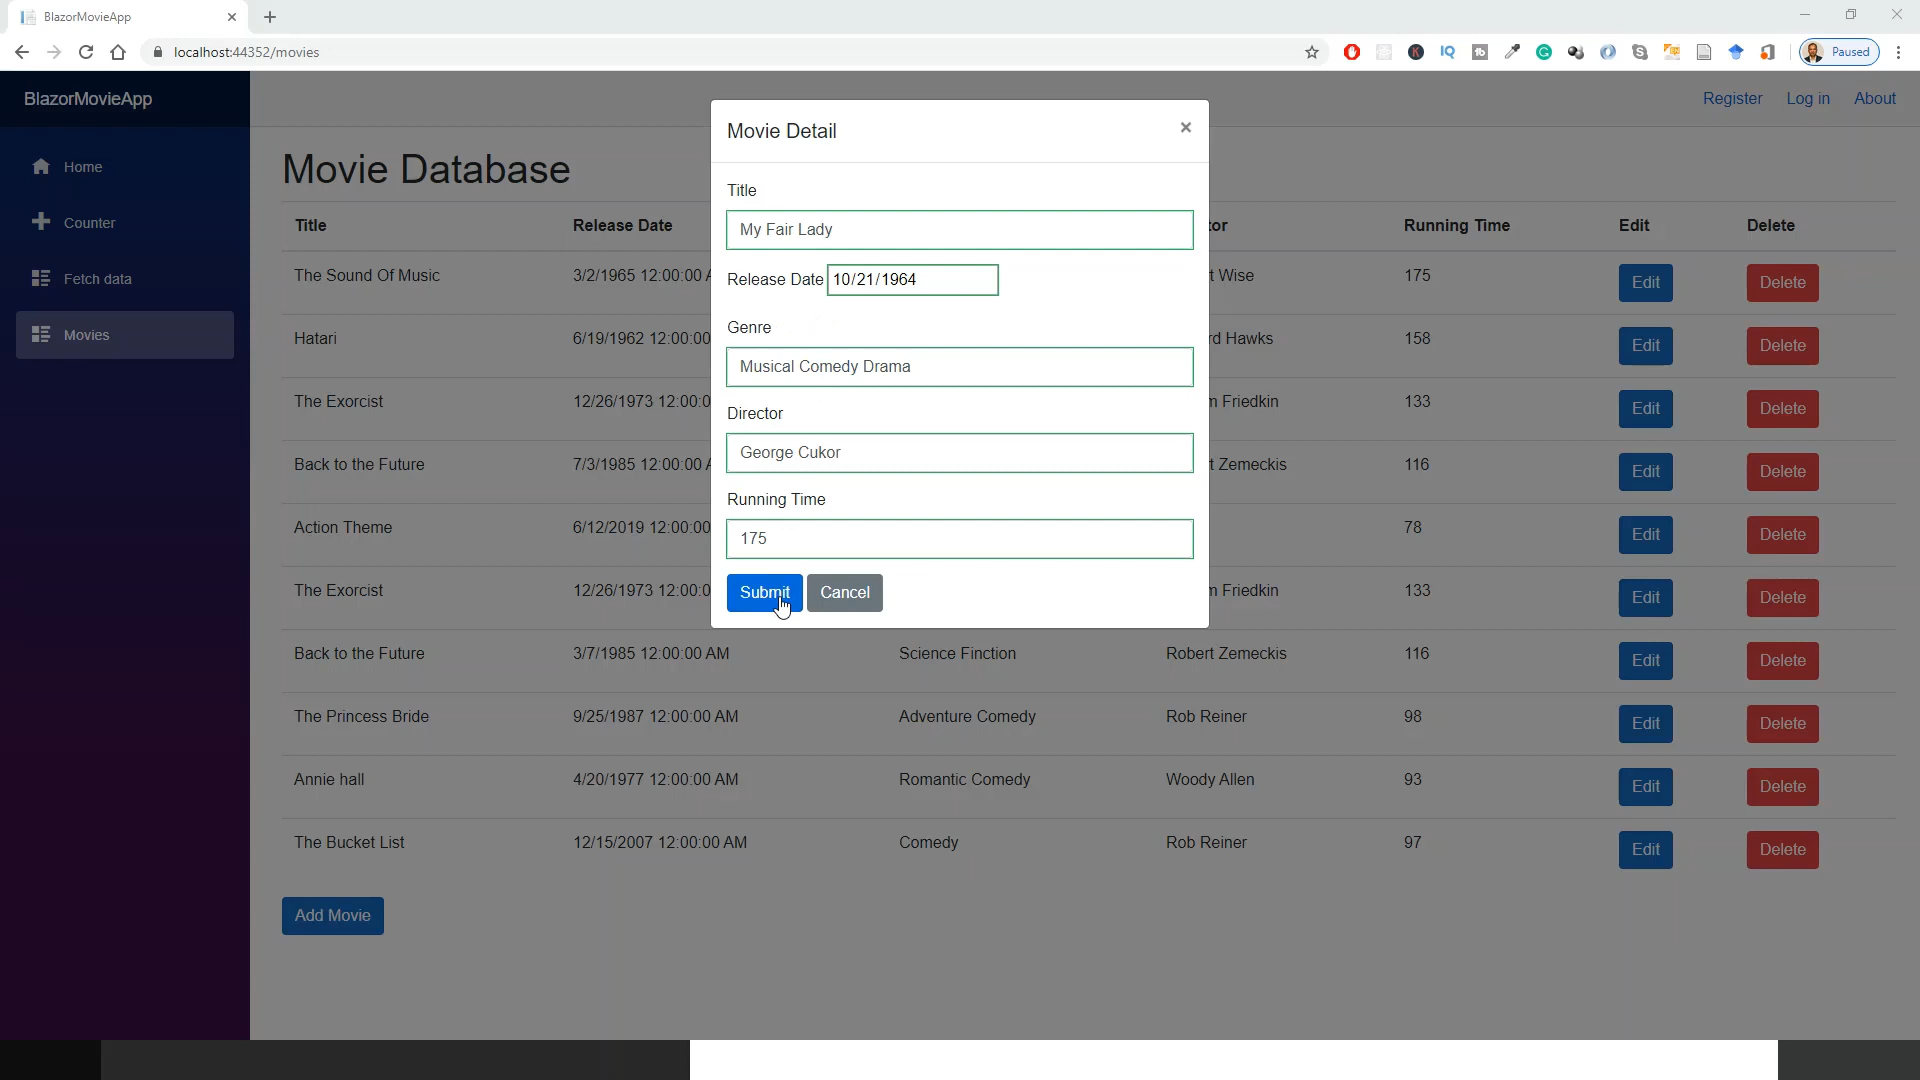 BlazorMovieApp
localhost:44352/movies
Paused
BlazorMovieApp
Register Log in About
Home
Counter
Fetch data
Movies
Movie Database
Title Release Date or Running Time Edit Delete
The Sound Of Music 3/2/1965 12:00:00 t Wise 175 Edit Delete
Hatari 6/19/1962 12:00:00 rd Hawks 158 Edit Delete
The Exorcist 12/26/1973 12:00:0 m Friedkin 133 Edit Delete
Back to the Future 7/3/1985 12:00:00 t Zemeckis 116 Edit Delete
Action Theme 6/12/2019 12:00:00 78 Edit Delete
The Exorcist 12/26/1973 12:00:0 m Friedkin 133 Edit Delete
Back to the Future 3/7/1985 12:00:00 AM Science Finction Robert Zemeckis 116 Edit Delete
The Princess Bride 9/25/1987 12:00:00 AM Adventure Comedy Rob Reiner 98 Edit Delete
Annie hall 4/20/1977 12:00:00 AM Romantic Comedy Woody Allen 93 Edit Delete
The Bucket List 12/15/2007 12:00:00 AM Comedy Rob Reiner 97 Edit Delete
Add Movie
Movie Detail
Title
My Fair Lady
Release Date 10/21/1964
Genre
Musical Comedy Drama
Director
George Cukor
Running Time
175
Submit Cancel